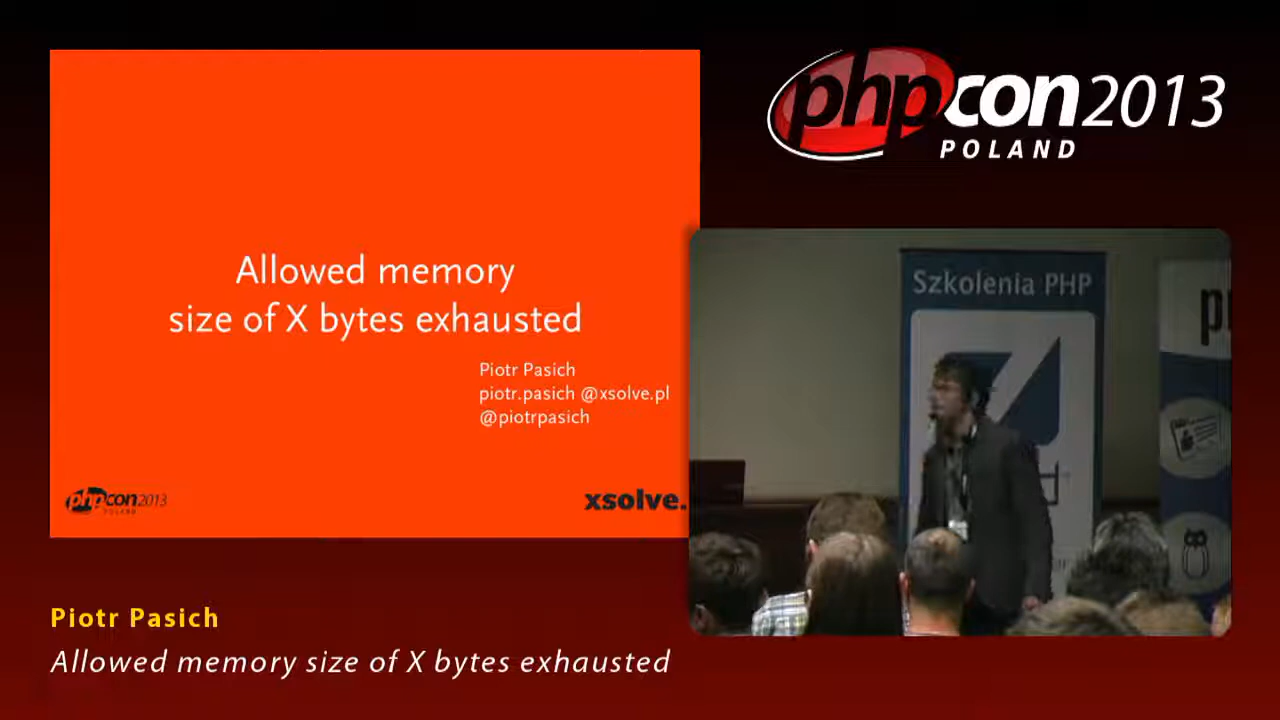 Allowed memory
size of X bytes exhausted
Piotr Pasich
piotr.pasich @xsolve.pl
@piotrpasich
phpcon2013
POLAND
xsolve.
phpcon2013
POLAND
Szkolenia PHP
Piotr Pasich
Allowed memory size of X bytes exhausted